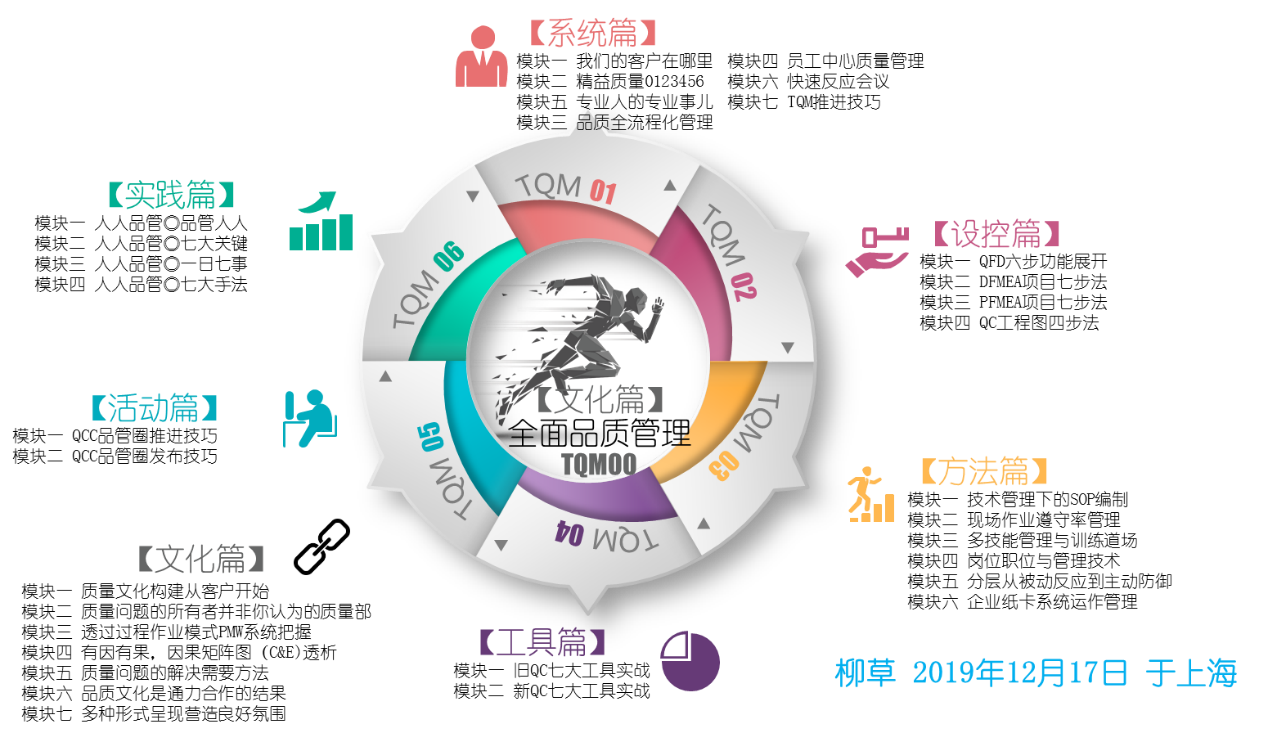 【系统篇】
模块一 我们的客户在哪里 模块四 员工中心质量管理
模块二 精益质量0123456 模块六 快速反应会议
模块五 专业人的专业事儿 模块七 TQM推进技巧
模块三 品质全流程化管理
TQM 01
TQM 02
TQM 03
TQM 04
TQM 05
TQM 06
【文化篇】
全面品质管理
TQM00
【设控篇】
模块一 QFD六步功能展开
模块二 DFMEA项目七步法
模块三 PFMEA项目七步法
模块四 QC工程图四步法
【方法篇】
模块一 技术管理下的SOP编制
模块二 现场作业遵守率管理
模块三 多技能管理与训练道场
模块四 岗位职位与管理技术
模块五 分层从被动反应到主动防御
模块六 企业纸卡系统运作管理
【工具篇】
模块一 旧QC七大工具实战
模块二 新QC七大工具实战
【文化篇】
模块一 质量文化构建从客户开始
模块二 质量问题的所有者并非你认为的质量部
模块三 透过过程作业模式PMW系统把握
模块四 有因有果，因果矩阵图 (C&E)透析
模块五 质量问题的解决需要方法
模块六 品质文化是通力合作的结果
模块七 多种形式呈现营造良好氛围
【活动篇】
模块一 QCC品管圈推进技巧
模块二 QCC品管圈发布技巧
【实践篇】
模块一 人人品管◎品管人人
模块二 人人品管◎七大关键
模块三 人人品管◎一日七事
模块四 人人品管◎七大手法
柳草 2019年12月17日 于上海